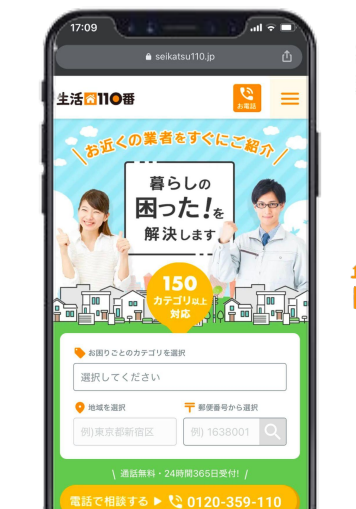 17:09
seikatsu110.jp
生活110番
お電話
お近くの業者をすぐにご紹介
暮らしの
困った!を
解決します
150
カテゴリ以上
対応
お困りごとのカテゴリを選択
選択してください
地域を選択
郵便番号から選択
例)東京都新宿区
例) 1638001
\ 通話無料・24時間365日受付! /
電話で相談する ▶ 0120-359-110